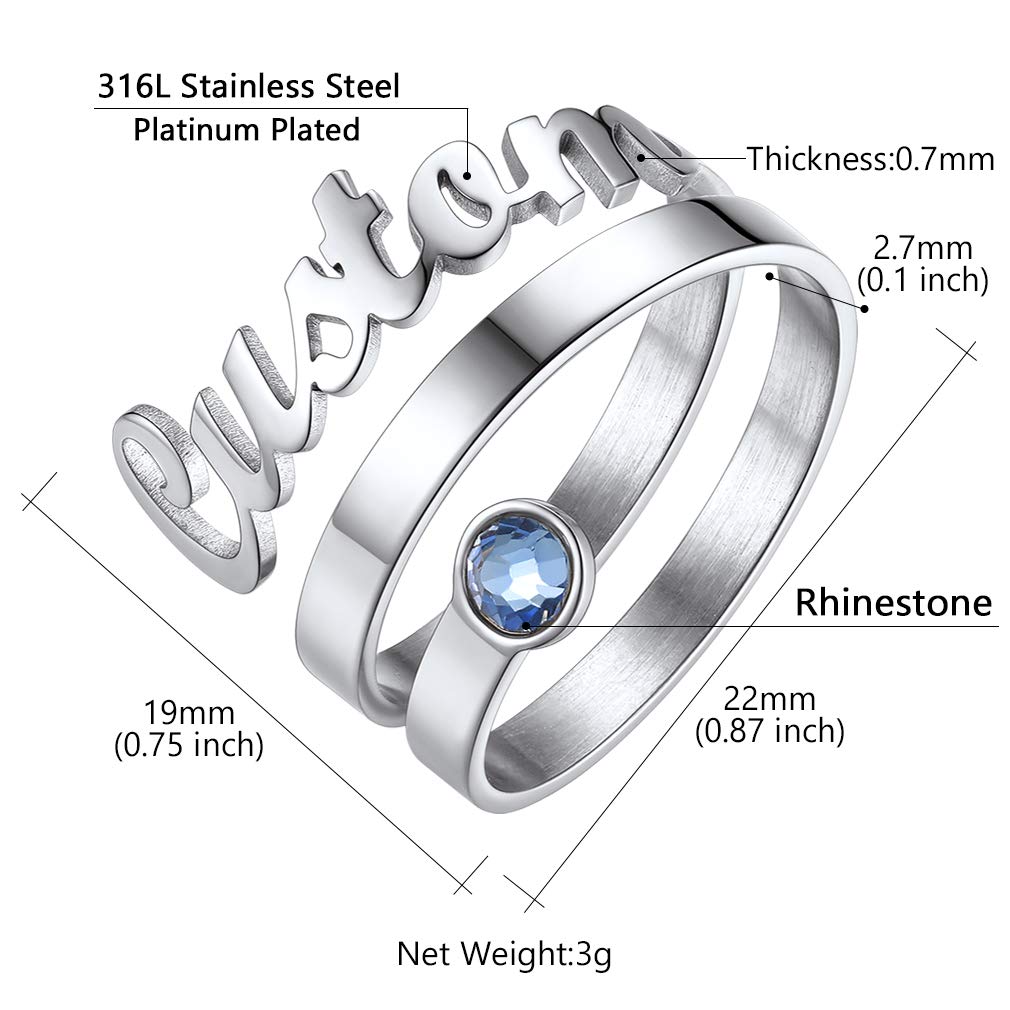 316L Stainless Steel
Platinum Plated
Thickness:0.7mm
2.7mm
(0.1 inch)
Custom
Rhinestone
19mm
(0.75 inch)
22mm
(0.87 inch)
Net Weight:3g